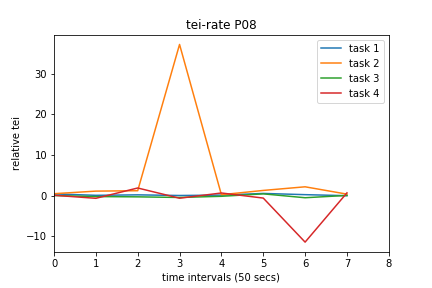 tei-rate P08
task 1
task 2
task 3
task 4
relative tei
30
20
10
0
−10
0 1 2 3 4 5 6 7 8
time intervals (50 secs)